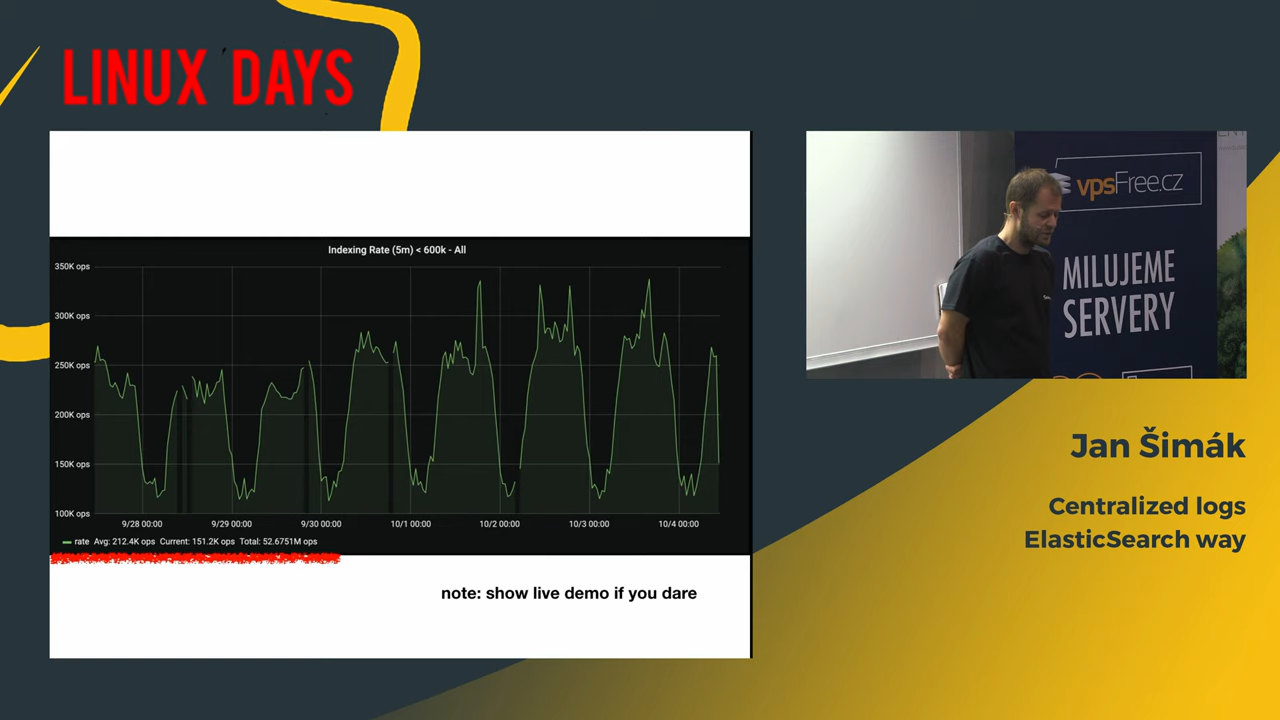 LINUX DAYS
Indexing Rate (5m) < 600k - All
350K ops
300K ops
250K ops
200K ops
150K ops
100K ops
9/28 00:00
9/29 00:00
9/30 00:00
10/1 00:00
10/2 00:00
10/3 00:00
10/4 00:00
rate Avg: 212.4K ops Current: 151.2K ops Total: 52.6751M ops
note: show live demo if you dare
vpsFree.cz
MILUJEME
SERVERY
Jan Šimák
Centralized logs
ElasticSearch way